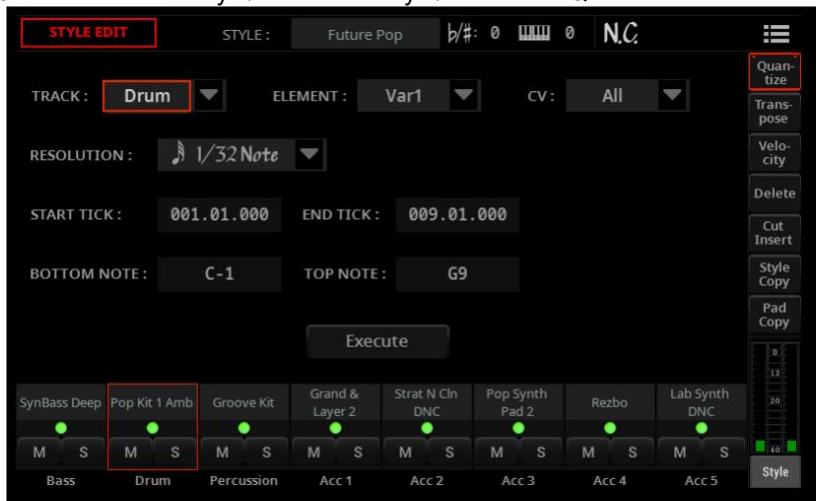 STYLE EDIT STYLE : Future Pop b/#: 0 0 N.C.
TRACK : Drum ELEMENT : Var1 CV : All
RESOLUTION : 1/32 Note
START TICK : 001.01.000 END TICK : 009.01.000
BOTTOM NOTE : C-1 TOP NOTE : G9
Execute
Quan-
tize
Trans-
pose
Velo-
city
Delete
Cut
Insert
Style
Copy
Pad
Copy
0
12
20
40
Style
SynBass Deep Pop Kit 1 Amb Groove Kit Grand & Layer 2 Strat N Cln DNC Pop Synth Pad 2 Rezbo Lab Synth DNC
M S M S M S M S M S M S M S M S
Bass Drum Percussion Acc 1 Acc 2 Acc 3 Acc 4 Acc 5